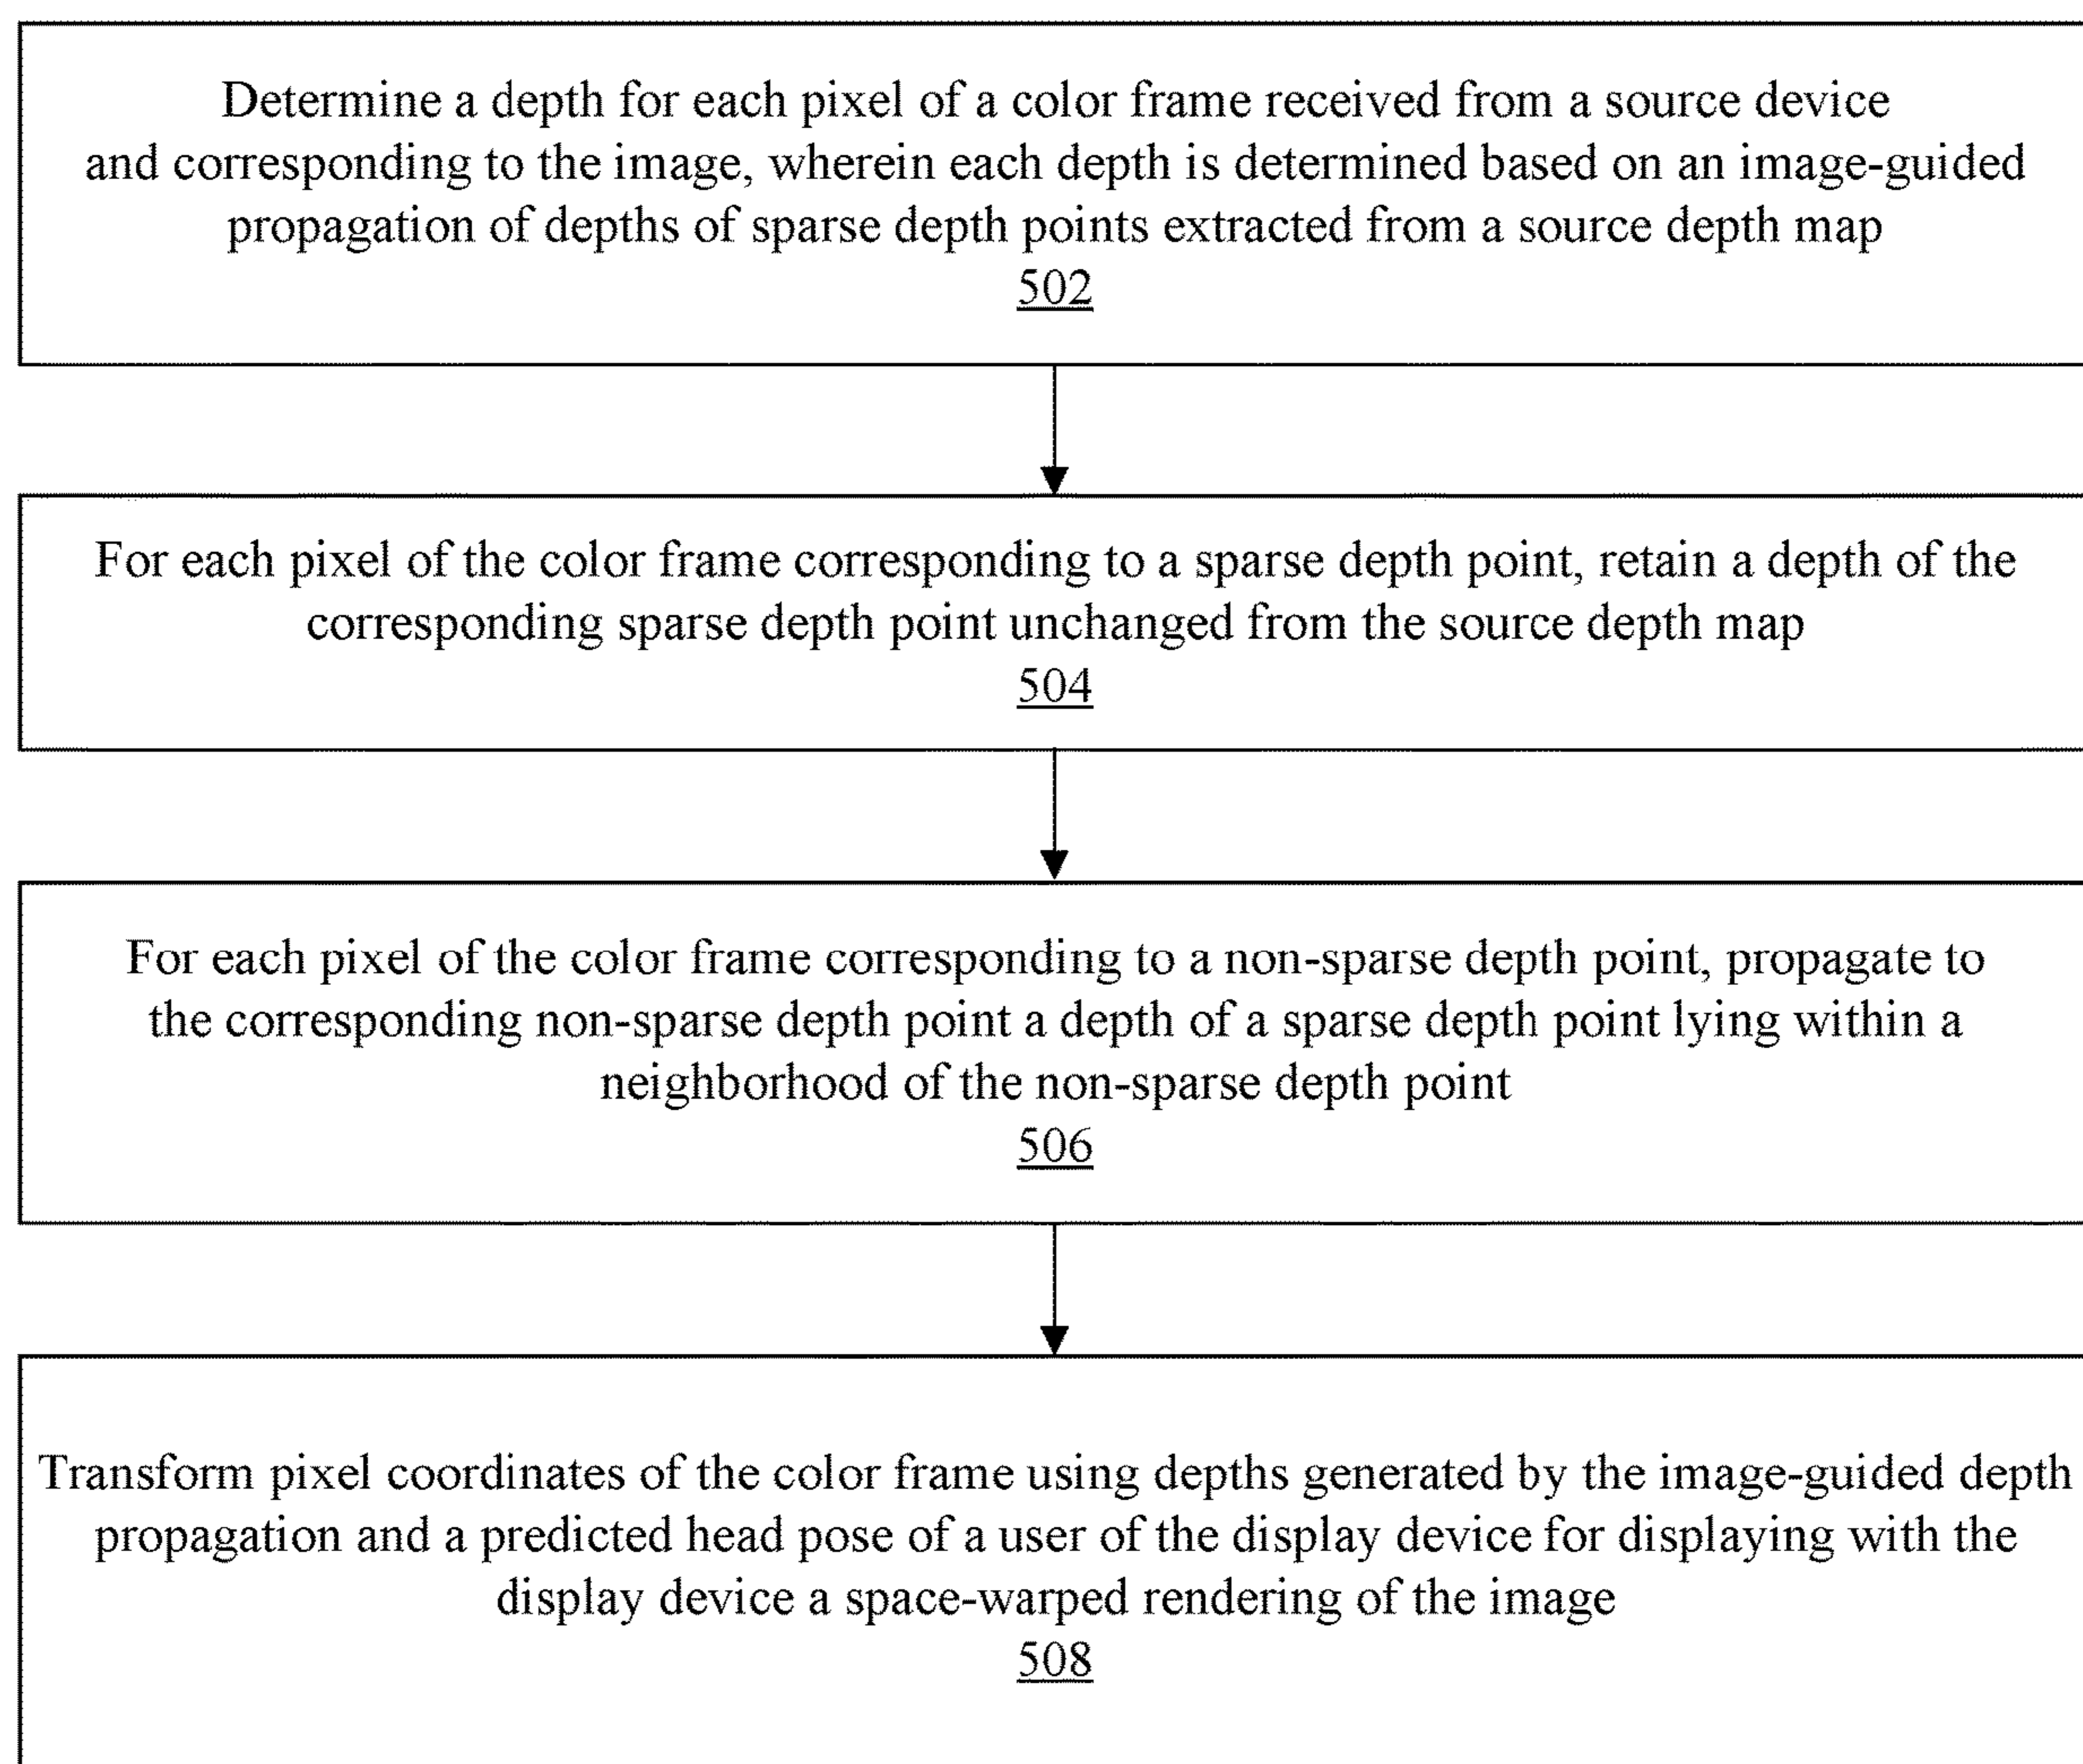 Determine a depth for each pixel of a color frame received from a source device
and corresponding to the image, wherein each depth is determined based on an image-guided
propagation of depths of sparse depth points extracted from a source depth map
502
For each pixel of the color frame corresponding to a sparse depth point, retain a depth of the
corresponding sparse depth point unchanged from the source depth map
504
For each pixel of the color frame corresponding to a non-sparse depth point, propagate to
the corresponding non-sparse depth point a depth of a sparse depth point lying within a
neighborhood of the non-sparse depth point
506
Transform pixel coordinates of the color frame using depths generated by the image-guided depth
propagation and a predicted head pose of a user of the display device for displaying with the
display device a space-warped rendering of the image
508